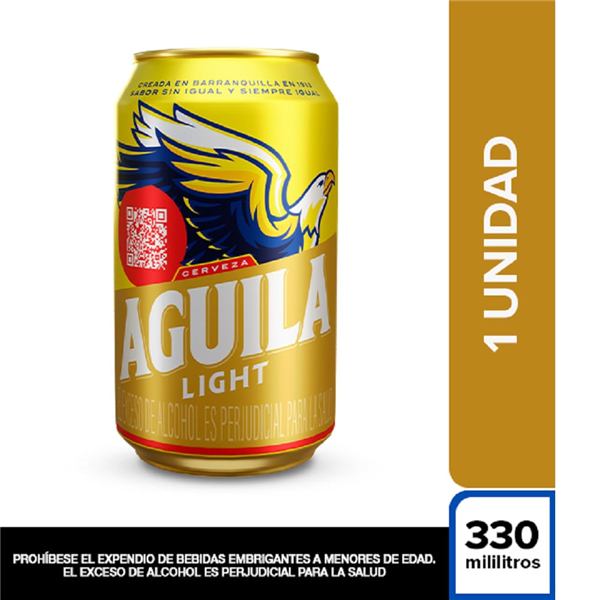 CREADA EN BARRANQUILLA EN 1913
SABOR SIN IGUAL Y SIEMPRE IGUAL
CERVEZA
AGUILA
LIGHT
EXCESO DE ALCOHOL ES PERJUDICIAL PARA LA SALUD
1 UNIDAD
330
mililitros
PROHÍBESE EL EXPENDIO DE BEBIDAS EMBRIGANTES A MENORES DE EDAD.
EL EXCESO DE ALCOHOL ES PERJUDICIAL PARA LA SALUD